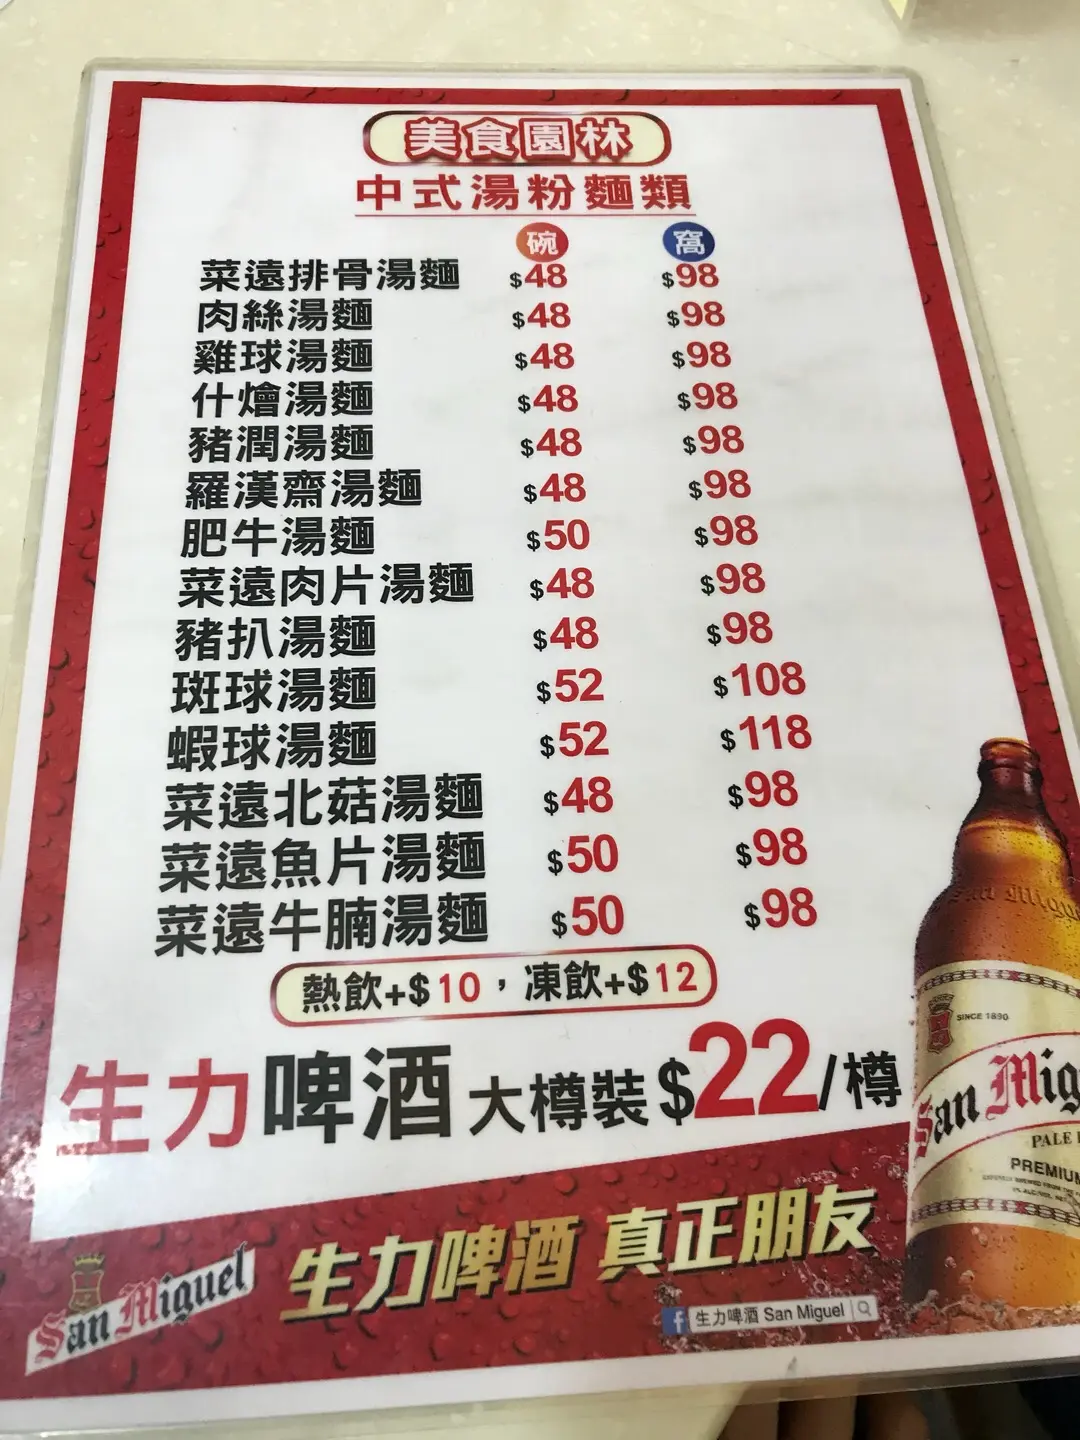 美食園林
中式湯粉麵類
碗 窩
菜遠排骨湯麵 $48 $98
肉絲湯麵 $48 $98
雞球湯麵 $48 $98
什燴湯麵 $48 $98
豬潤湯麵 $48 $98
羅漢齋湯麵 $48 $98
肥牛湯麵 $50 $98
菜遠肉片湯麵 $48 $98
豬扒湯麵 $48 $98
斑球湯麵 $52 $108
蝦球湯麵 $52 $118
菜遠北菇湯麵 $48 $98
菜遠魚片湯麵 $50 $98
菜遠牛腩湯麵 $50 $98
熱飲+$10，凍飲+$12
生力啤酒 大樽裝 $22/樽
San Miguel
SINCE 1890
San Mig
PALE
PREMIUM
San Miguel
生力啤酒 真正朋友
f 生力啤酒 San Miguel